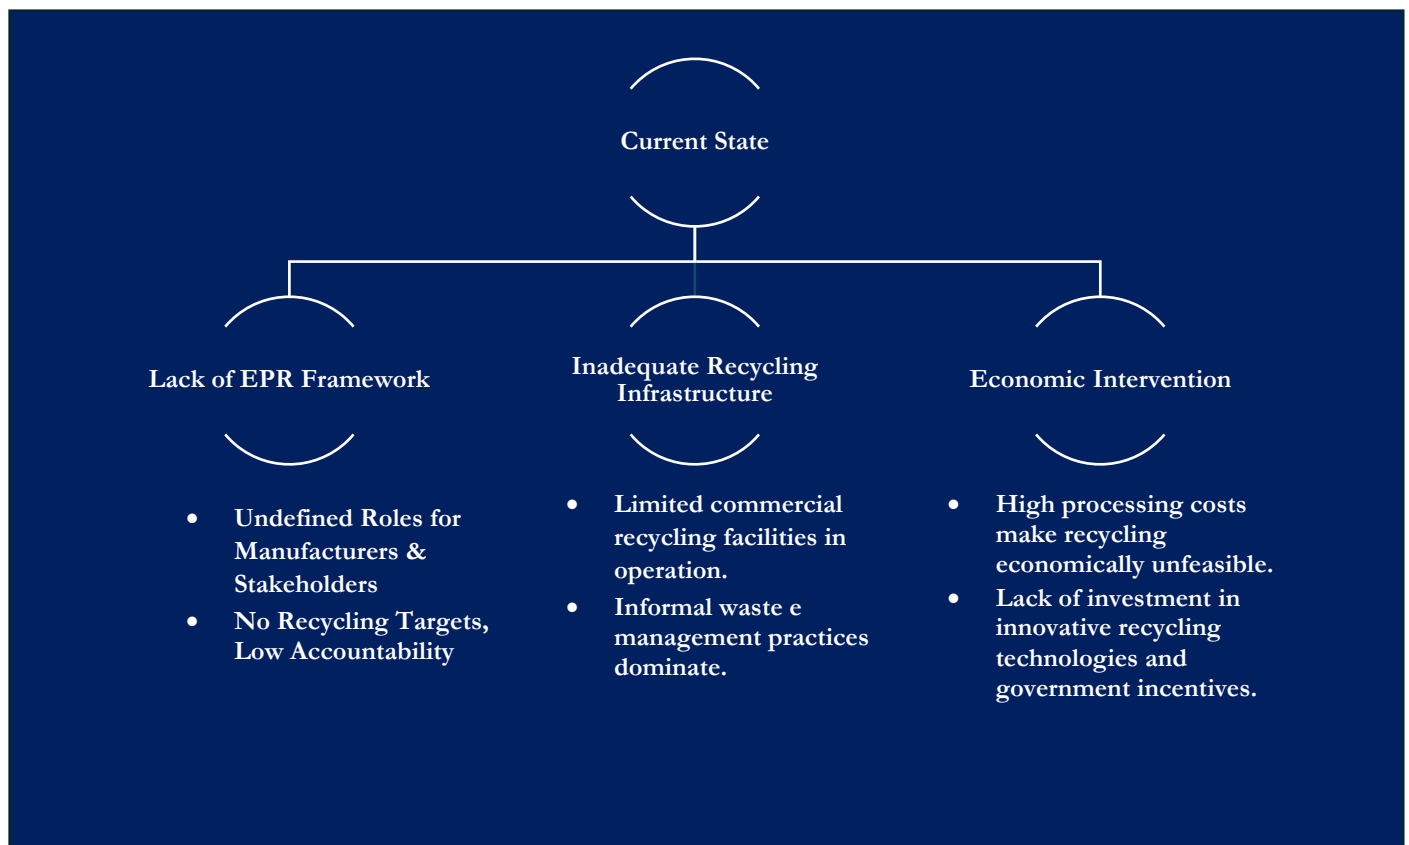 Current State
Lack of EPR Framework
Inadequate Recycling
Infrastructure
Economic Intervention
• Undefined Roles for
Manufacturers &
Stakeholders
• No Recycling Targets,
Low Accountability
• Limited commercial
recycling facilities in
operation.
• Informal waste e
management practices
dominate.
• High processing costs
make recycling
economically unfeasible.
• Lack of investment in
innovative recycling
technologies and
government incentives.